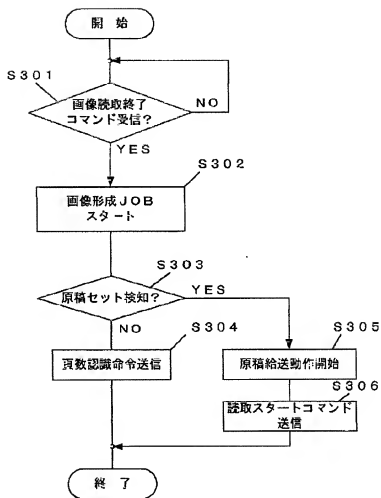 開始
S301
画像読取終了
コマンド受信?
NO
YES
S302
画像形成JOB
スタート
S303
原稿セット検知?
YES
NO
S304
頁数認識命令送信
S305
原稿給送動作開始
S306
読取スタートコマンド
送信
終了